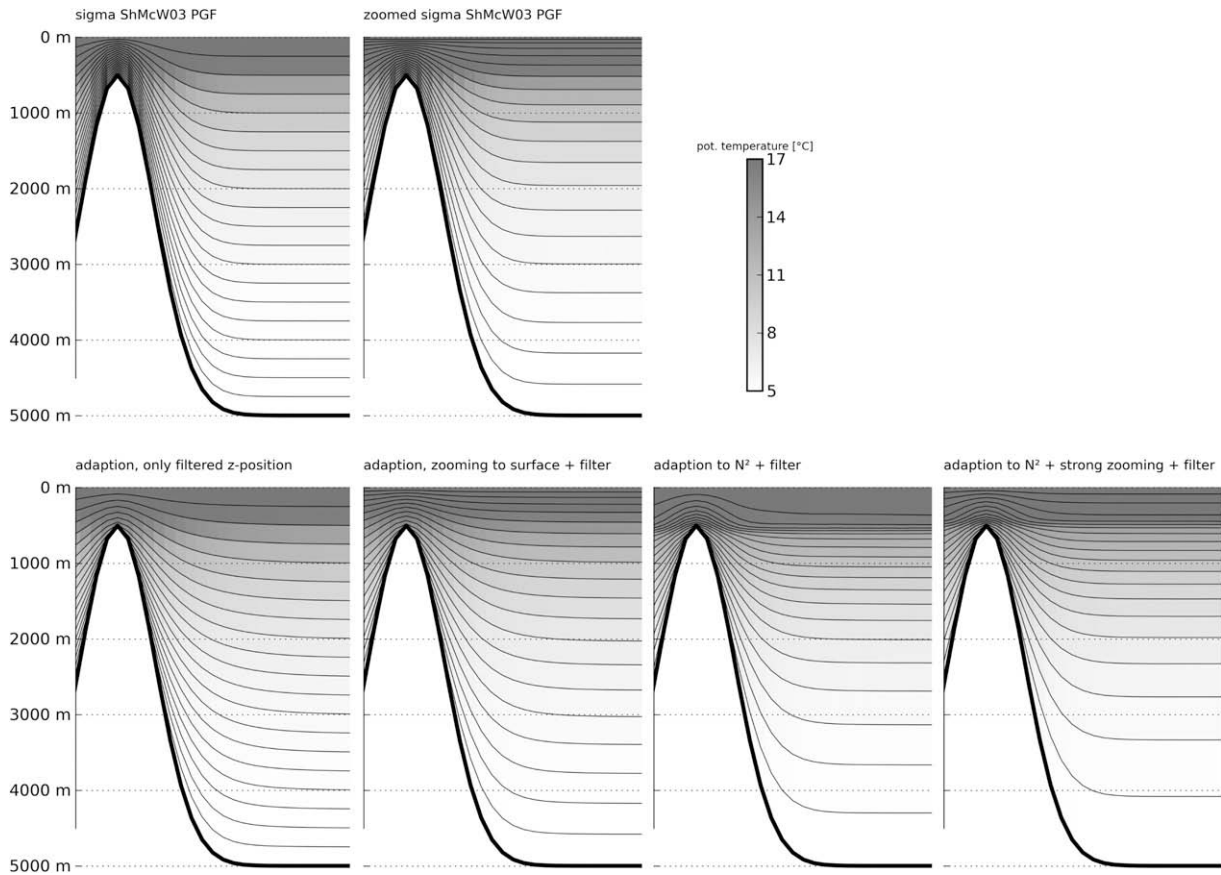 sigma ShMcW03 PGF
zoomed sigma ShMcW03 PGF
0 m
1000 m
2000 m
3000 m
4000 m
5000 m
pot. temperature [°C]
17
14
11
8
5
adaption, only filtered z-position
adaption, zooming to surface + filter
adaption to N² + filter
adaption to N² + strong zooming + filter
0 m
1000 m
2000 m
3000 m
4000 m
5000 m